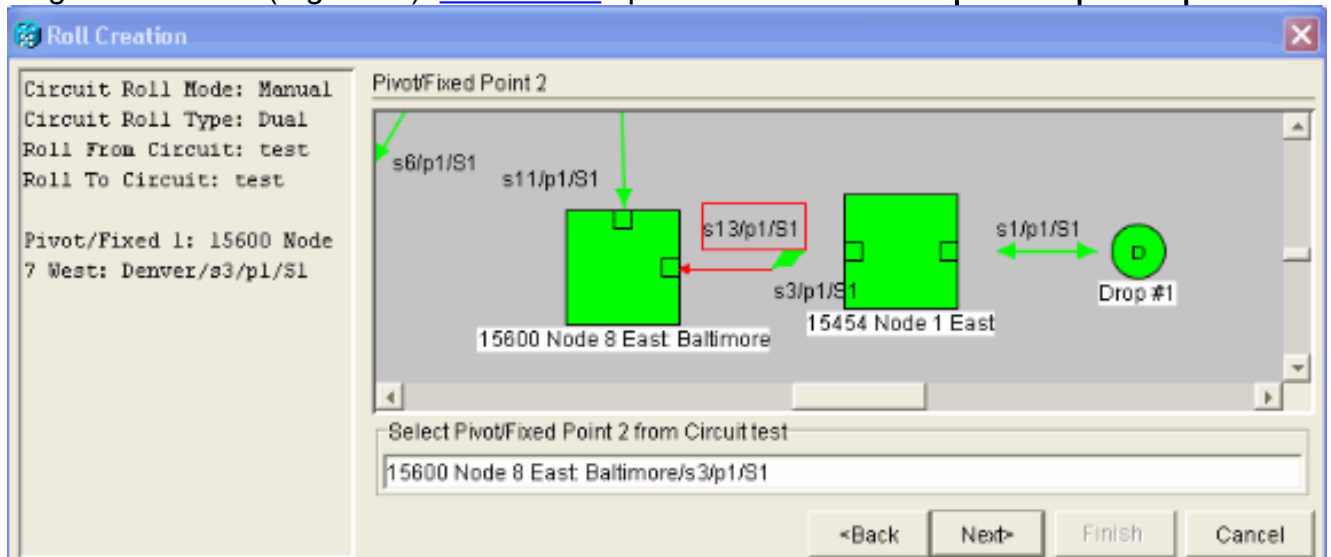 Roll Creation
Circuit Roll Mode: Manual
Circuit Roll Type: Dual
Roll From Circuit: test
Roll To Circuit: test
Pivot/Fixed 1: 15600 Node
7 West: Denver/s3/p1/S1
Pivot/Fixed Point 2
s6/p1/S1
s11/p1/S1
s13/p1/S1
s3/p1/S1
s1/p1/S1
D
Drop #1
15454 Node 1 East
15600 Node 8 East: Baltimore
Select Pivot/Fixed Point 2 from Circuit test
15600 Node 8 East: Baltimore/s3/p1/S1
<Back
Next>
Finish
Cancel